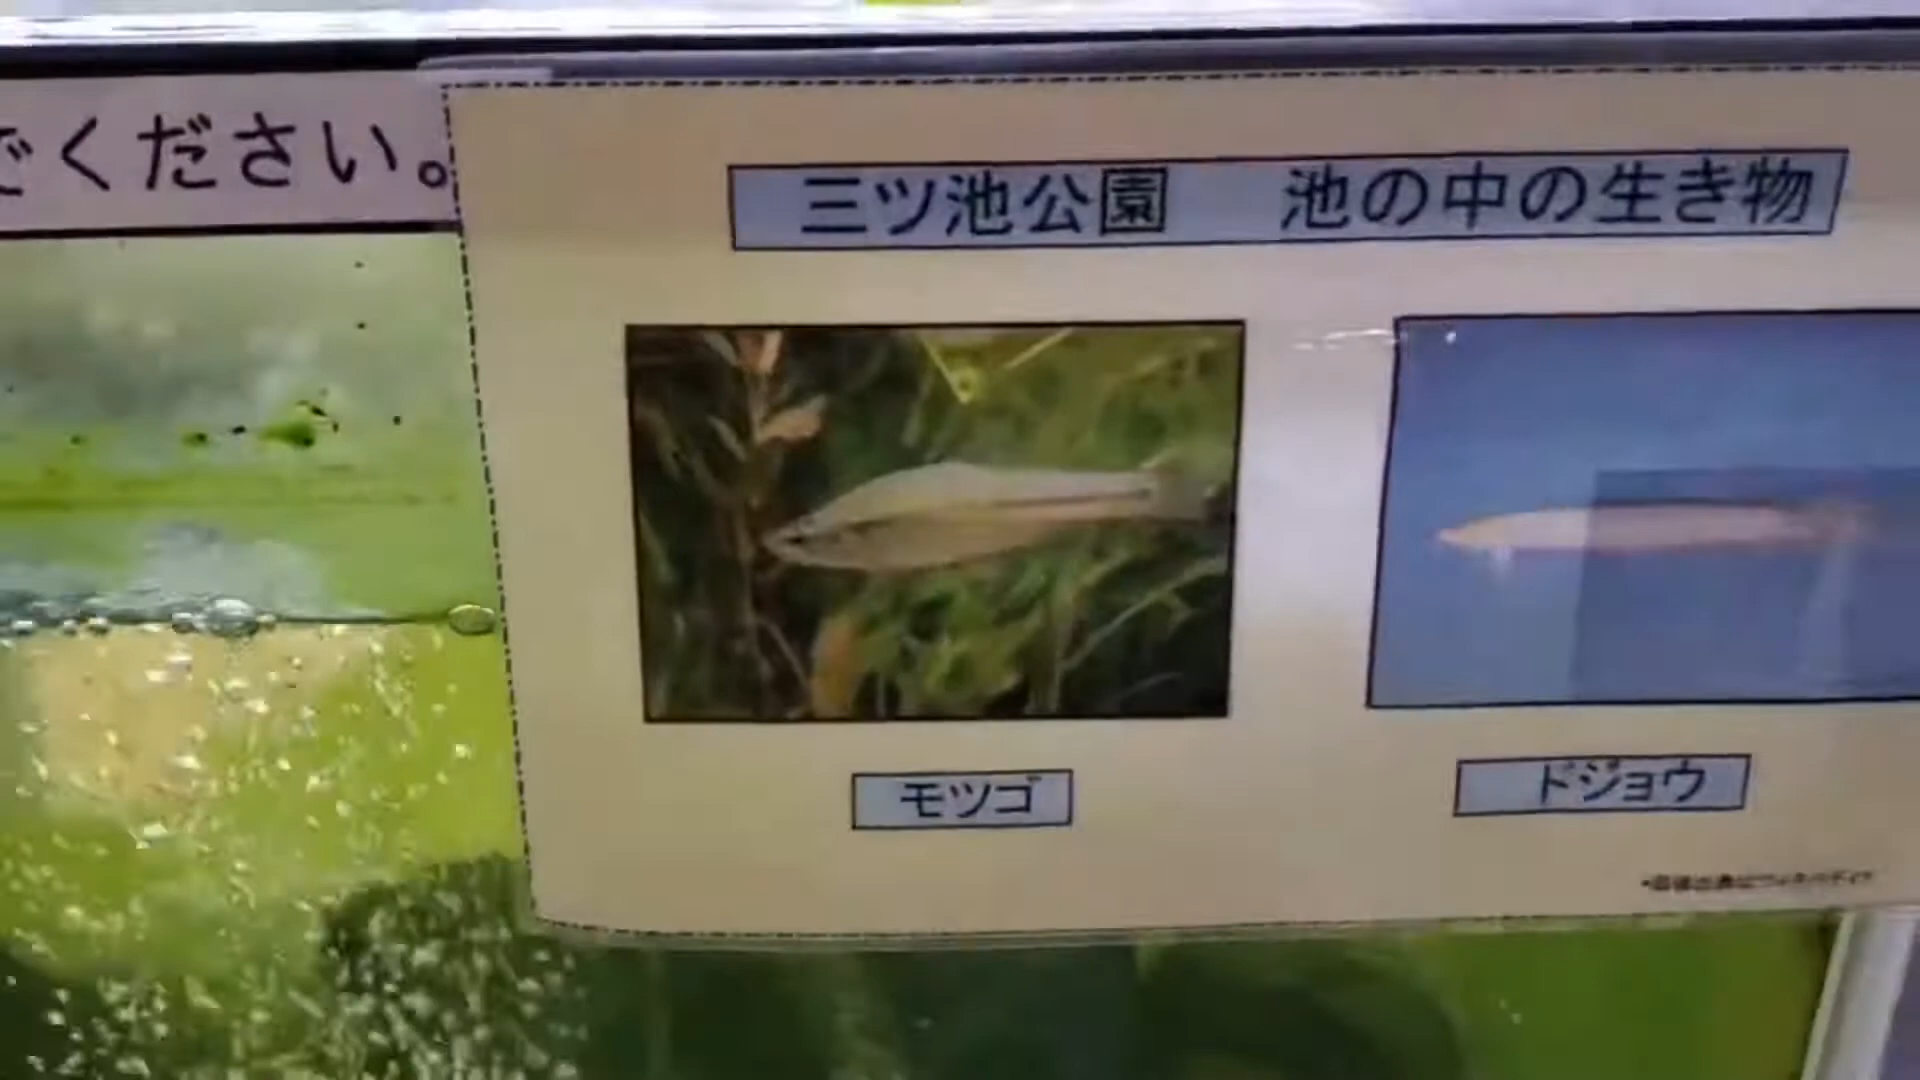 でください。
三ツ池公園 池の中の生き物
モツゴ
ドジョウ